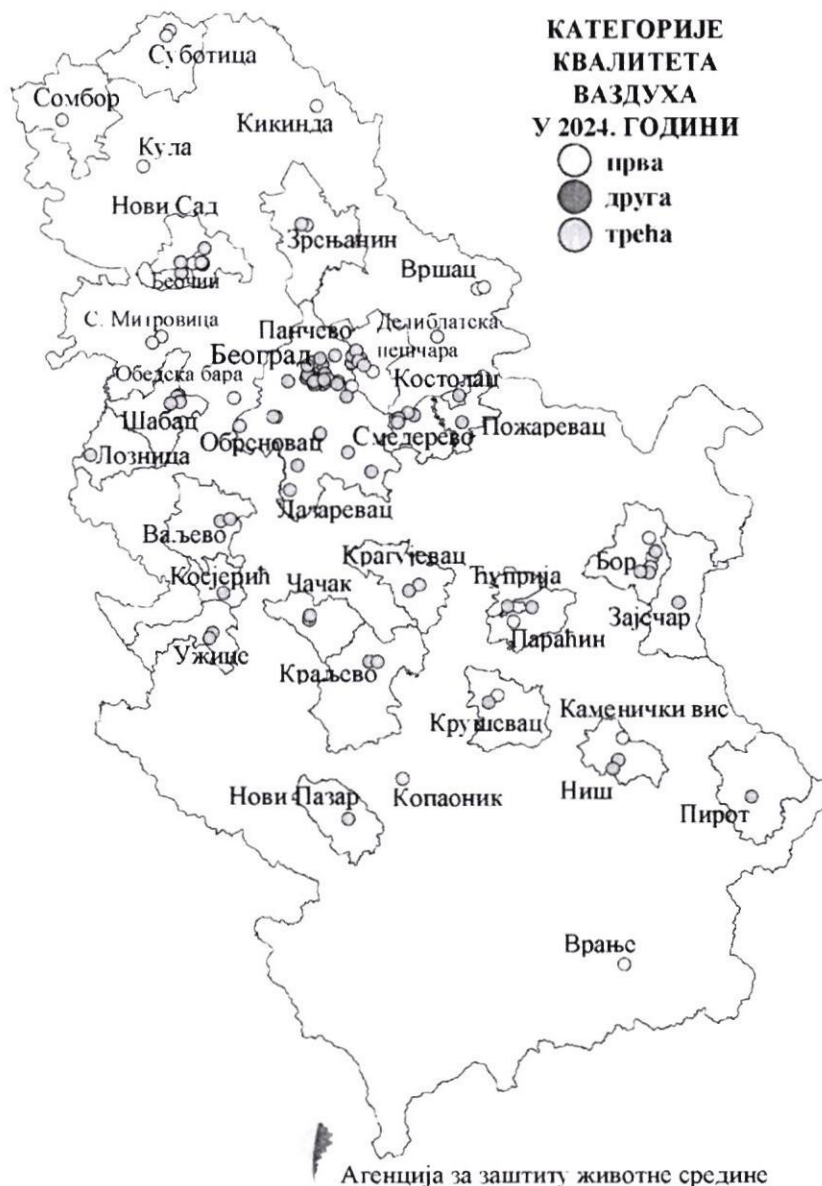 КАТЕГОРИЈЕ
КВАЛИТЕТА
ВАЗДУХА
У 2024. ГОДИНИ
прва
друга
трећа
Суботица
Сомбор
Кикинда
Кула
Нови Сад
Зрењанин
Вршац
Беочин
С. Митровица
Панчево
Делиблатска
пешчара
Београд
Обедска бара
Костолац
Шабац
Обреновац
Смедерево
Пожаревац
Лозница
Лазаревац
Ваљево
Крагујевац
Бор
Косјерић
Чачак
Ћуприја
Зајечар
Параћин
Ужице
Краљево
Крушевац
Каменички вис
Нови Пазар
Копаоник
Ниш
Пирот
Врање
Агенција за заштиту животне средине